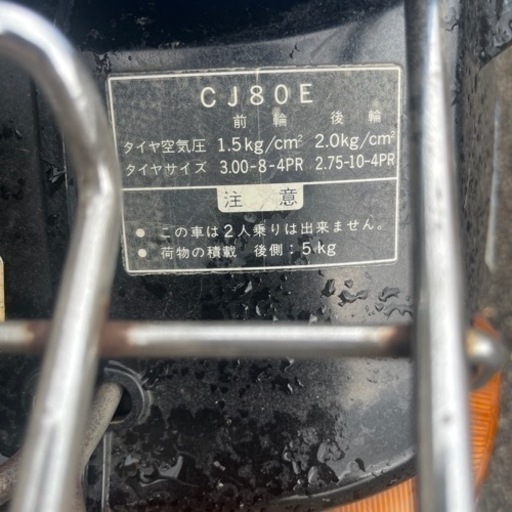 CJ80E
前輪 後輪
タイヤ空気圧 1.5kg/cm² 2.0kg/cm²
タイヤサイズ 3.00-8-4PR 2.75-10-4PR
注意
● この車は2人乗りは出来ません。
● 荷物の積載 後側:5kg